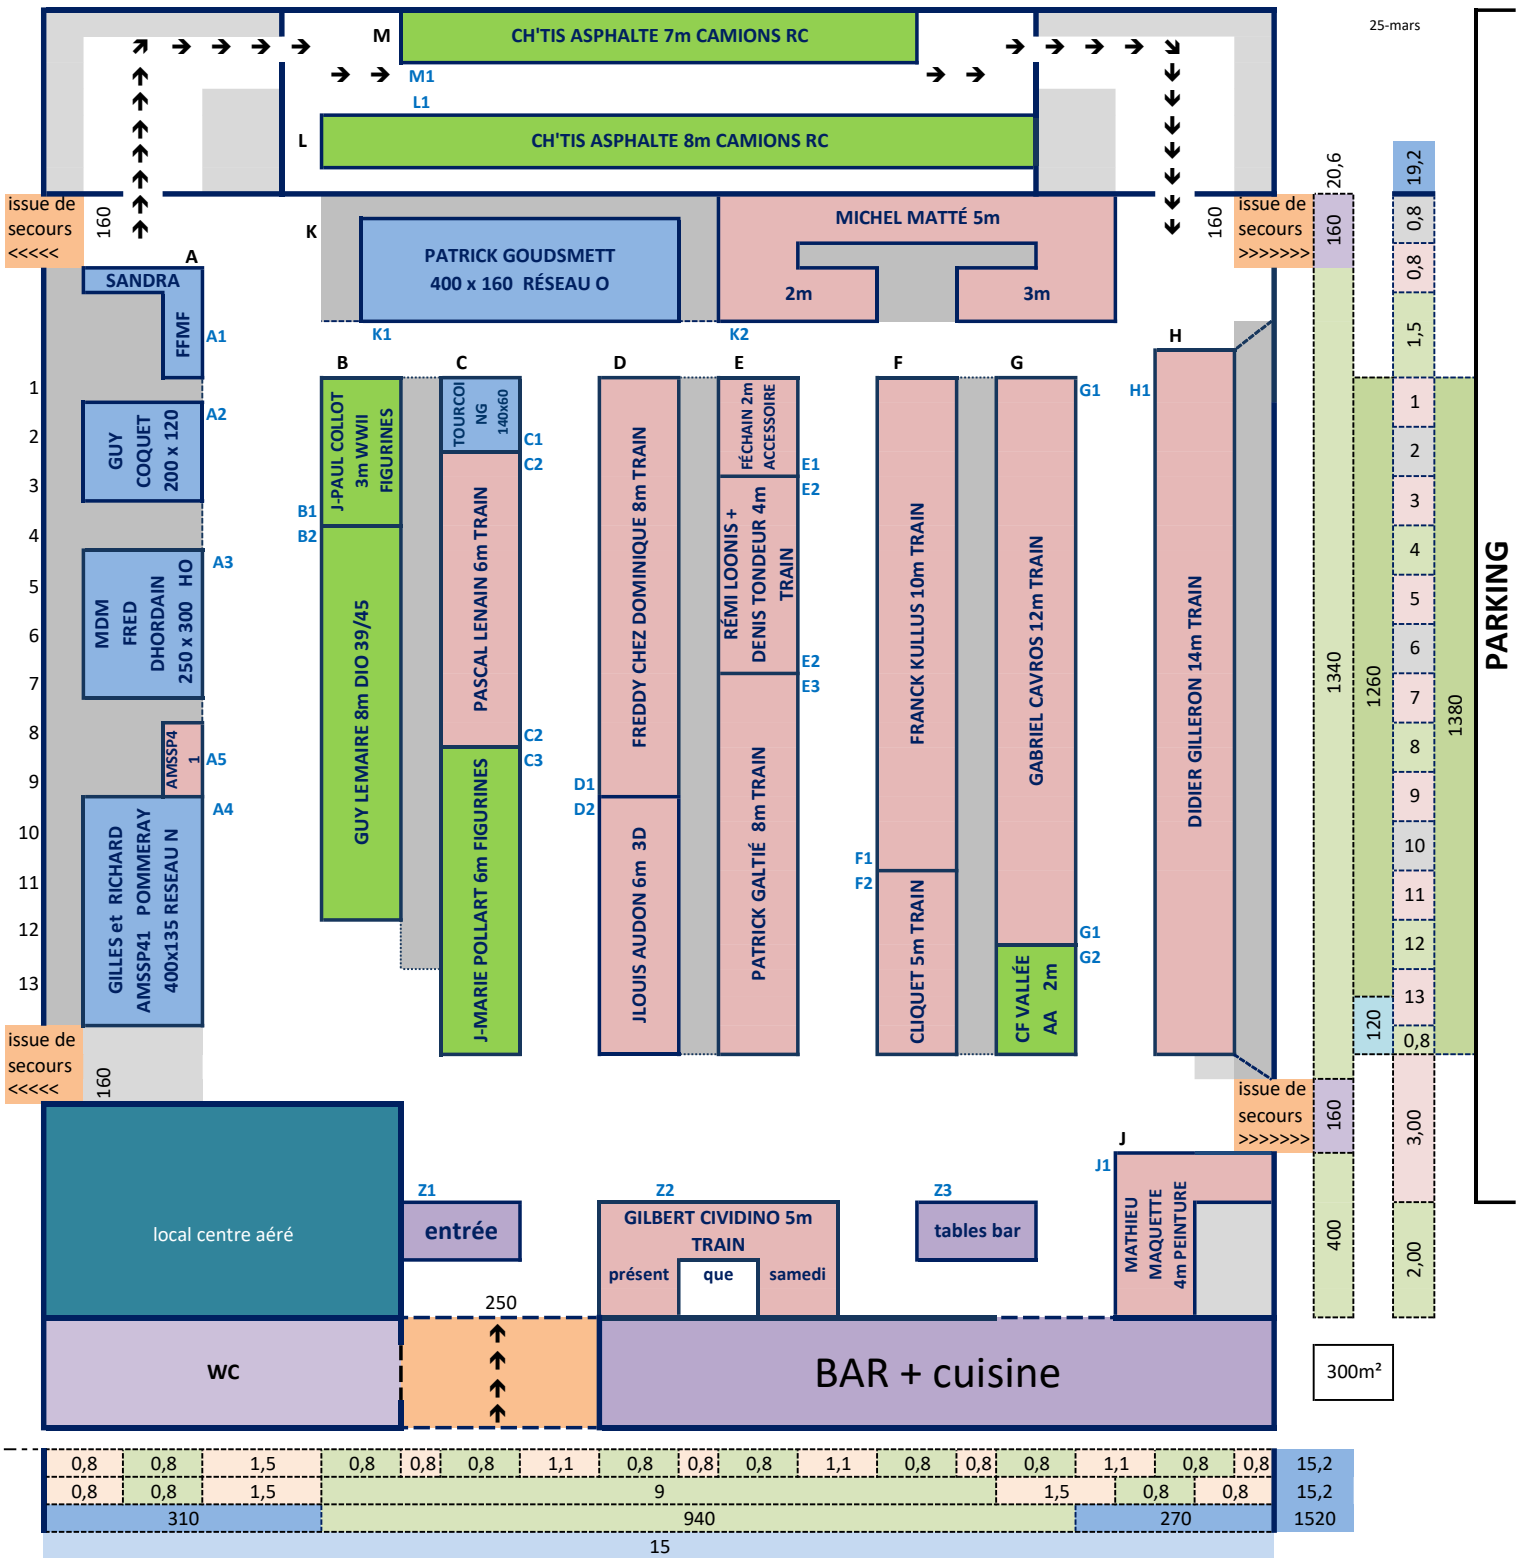 25-mars
M
CH'TIS ASPHALTE 7m CAMIONS RC
M1
L1
L
CH'TIS ASPHALTE 8m CAMIONS RC
issue de
secours
<<<<<
160
A
SANDRA
FFMF
A1
K
PATRICK GOUDSMETT
400 x 160 RÉSEAU O
K1
MICHEL MATTÉ 5m
2m
3m
K2
160
issue de
secours
>>>>>>>
160
20,6
19,2
0,8
0,8
1,5
PARKING
1
2
3
4
5
6
7
8
9
10
11
12
13
GUY
COQUET
200 x 120
A2
MDM
FRED
DHORDAIN
250 x 300 HO
A3
AMSSP4
1
A5
A4
GILLES et RICHARD
AMSSP41 POMMERAY
400x135 RESEAU N
B
J-PAUL COLLOT
3m WWII
FIGURINES
B1
B2
GUY LEMAIRE 8m DIO 39/45
C
TOURCOI
NG
140x60
C1
C2
PASCAL LENAIN 6m TRAIN
C2
C3
J-MARIE POLLART 6m FIGURINES
D
FREDDY CHEZ DOMINIQUE 8m TRAIN
D1
D2
JLOUIS AUDON 6m 3D
E
FÉCHAIN 2m
ACCESSOIRE
E1
E2
RÉMI LOONIS +
DENIS TONDEUR 4m
TRAIN
E2
E3
PATRICK GALTIÉ 8m TRAIN
F
FRANCK KULLUS 10m TRAIN
F1
F2
CLIQUET 5m TRAIN
G
G1
GABRIEL CAVROS 12m TRAIN
G1
G2
CF VALLÉE
AA 2m
H
H1
DIDIER GILLERON 14m TRAIN
1340
1260
1380
1
2
3
4
5
6
7
8
9
10
11
12
13
120
0,8
issue de
secours
<<<<<
160
issue de
secours
>>>>>>>
160
3,00
400
2,00
local centre aéré
Z1
entrée
Z2
GILBERT CIVIDINO 5m
TRAIN
présent que samedi
Z3
tables bar
J
J1
MATHIEU
MAQUETTE
4m PEINTURE
250
WC
BAR + cuisine
300m²
0,8 0,8 1,5 0,8 0,8 0,8 1,1 0,8 0,8 0,8 1,1 0,8 0,8 0,8 1,1 0,8 0,8 15,2
0,8 0,8 1,5 9 1,5 0,8 0,8 15,2
310 940 270 1520
15